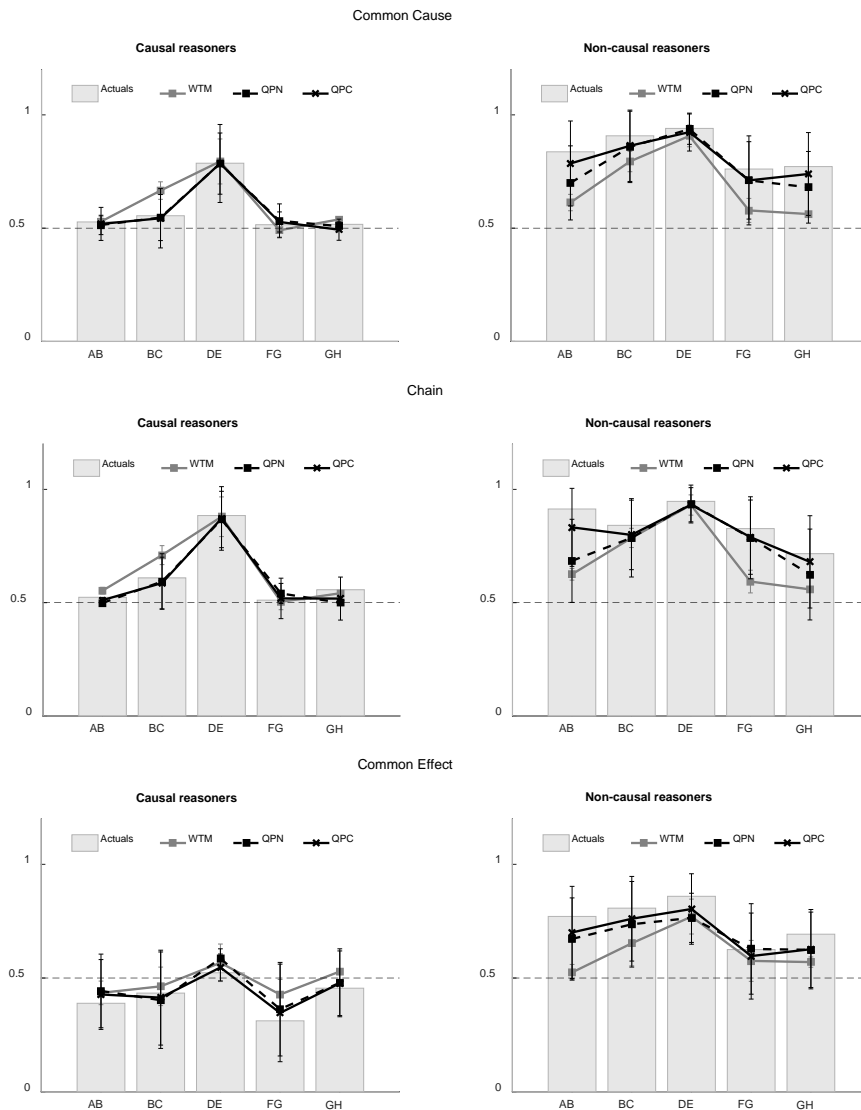 Common Cause
Causal reasoners
Actuals WTM QPN QPC
1
0.5
0
AB BC DE FG GH
Non-causal reasoners
Actuals WTM QPN QPC
1
0.5
0
AB BC DE FG GH
Chain
Causal reasoners
Actuals WTM QPN QPC
1
0.5
0
AB BC DE FG GH
Non-causal reasoners
Actuals WTM QPN QPC
1
0.5
0
AB BC DE FG GH
Common Effect
Causal reasoners
Actuals WTM QPN QPC
1
0.5
0
AB BC DE FG GH
Non-causal reasoners
Actuals WTM QPN QPC
1
0.5
0
AB BC DE FG GH